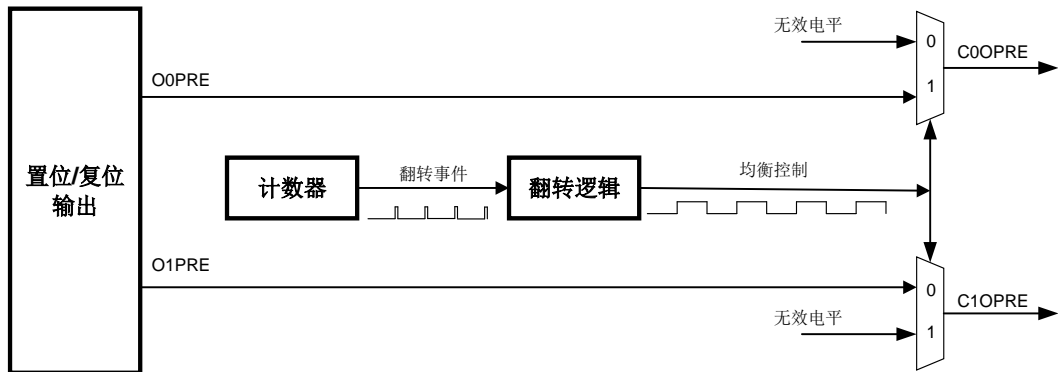 无效电平
0
C0OPRE
O0PRE
1
置位/复位
输出
计数器
翻转事件
翻转逻辑
均衡控制
O1PRE
0
C1OPRE
无效电平
1